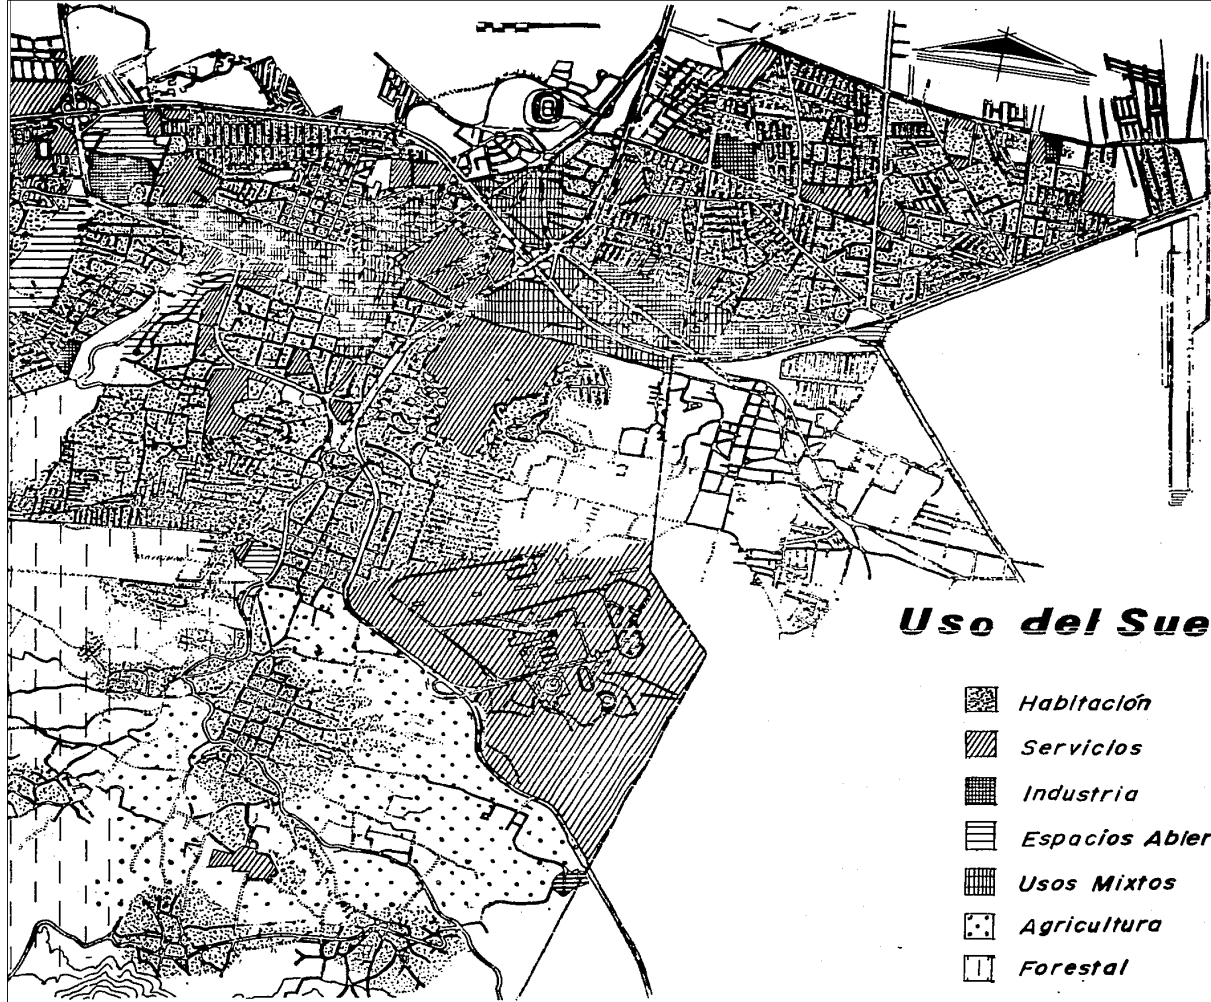 Uso del Sue
Habitación
Servicios
Industria
Espacios Abier
Usos Mixtos
Agricultura
Forestal